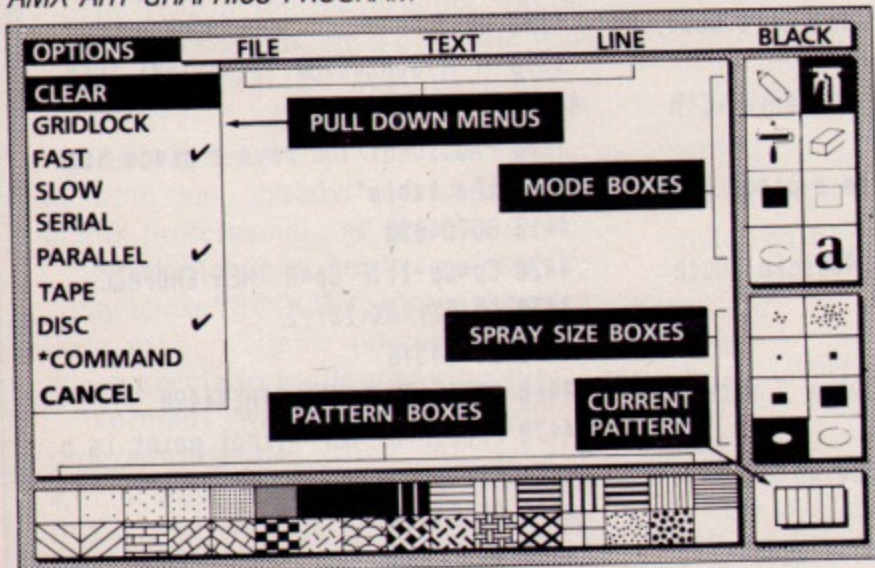 AMX ART GRAPHICS PROGRAM
OPTIONS FILE TEXT LINE BLACK
CLEAR
GRIDLOCK
FAST ✔
SLOW
SERIAL
PARALLEL ✔
TAPE
DISC ✔
*COMMAND
CANCEL
PULL DOWN MENUS
MODE BOXES
a
SPRAY SIZE BOXES
PATTERN BOXES
CURRENT
PATTERN